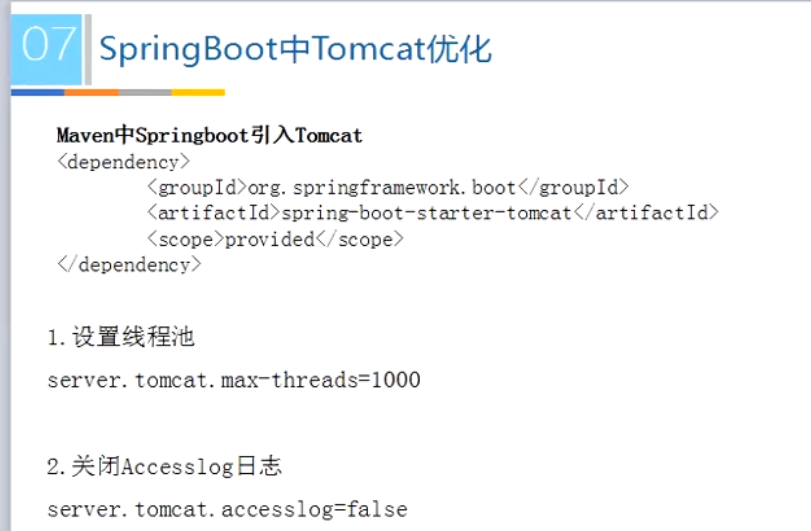 07 SpringBoot中Tomcat优化
Maven中Springboot引入Tomcat
<dependency>
<groupId>org.springframework.boot</groupId>
<artifactId>spring-boot-starter-tomcat</artifactId>
<scope>provided</scope>
</dependency>
1.设置线程池
server.tomcat.max-threads=1000
2.关闭Accesslog日志
server.tomcat.accesslog=false